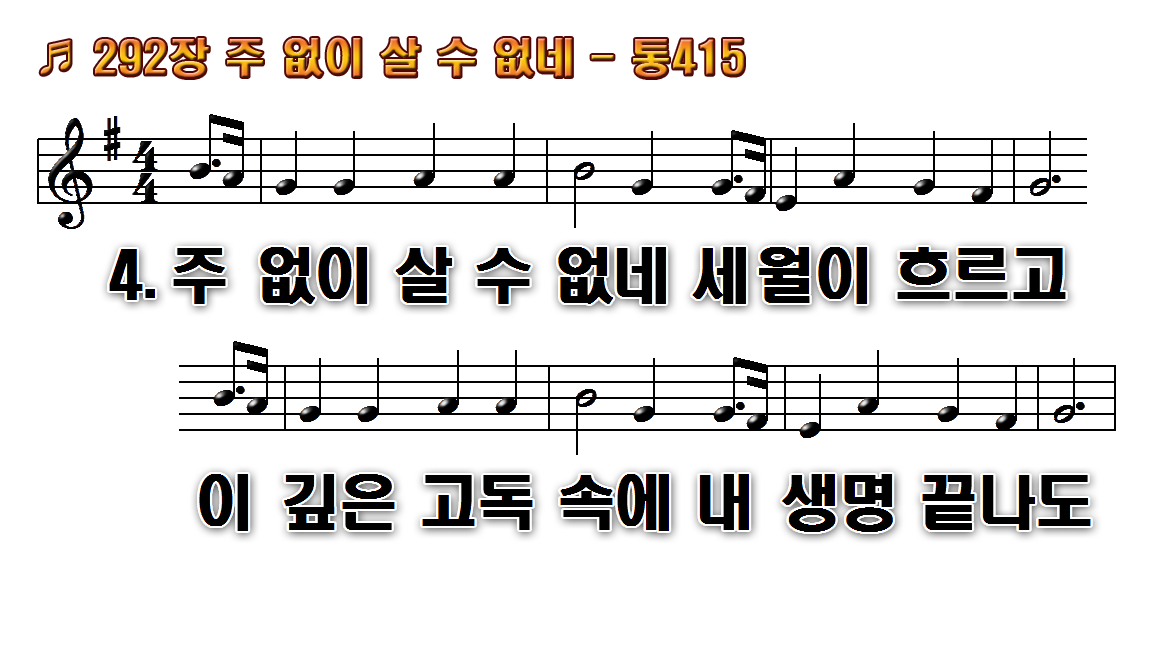 ♬ 292장 주 없이 살 수 없네 - 통415
4. 주 없이 살 수 없네 세월이 흐르고
이 깊은 고독 속에 내 생명 끝나도